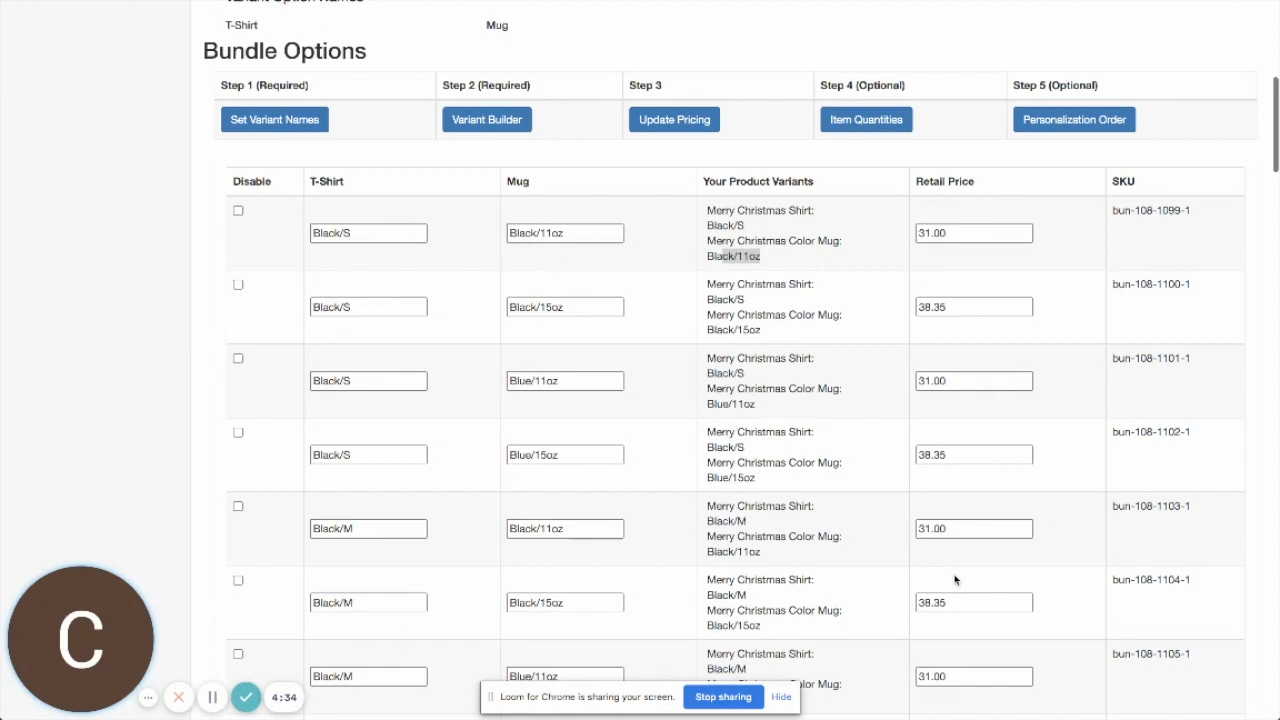 Variant Option Names
T-Shirt Mug
Bundle Options
Step 1 (Required) Step 2 (Required) Step 3 Step 4 (Optional) Step 5 (Optional)
Set Variant Names Variant Builder Update Pricing Item Quantities Personalization Order
Disable T-Shirt Mug Your Product Variants Retail Price SKU
Merry Christmas Shirt: bun-108-1099-1
Black/S
Black/S Black/11oz 31.00
Merry Christmas Color Mug:
Black/11oz
Merry Christmas Shirt: bun-108-1100-1
Black/S
Black/S Black/15oz 38.35
Merry Christmas Color Mug:
Black/15oz
Merry Christmas Shirt: bun-108-1101-1
Black/S
Black/S Blue/11oz 31.00
Merry Christmas Color Mug:
Blue/11oz
Merry Christmas Shirt: bun-108-1102-1
Black/S
Black/S Blue/15oz 38.35
Merry Christmas Color Mug:
Blue/15oz
Merry Christmas Shirt: bun-108-1103-1
Black/M
Black/M Black/11oz 31.00
Merry Christmas Color Mug:
Black/11oz
Merry Christmas Shirt: bun-108-1104-1
Black/M
Black/M Black/15oz 38.35
Merry Christmas Color Mug:
Black/15oz
Merry Christmas Shirt: bun-108-1105-1
Black/M
Black/M Blue/11oz 31.00
olor Mug:
C
4:34
Loom for Chrome is sharing your screen. Stop sharing Hide